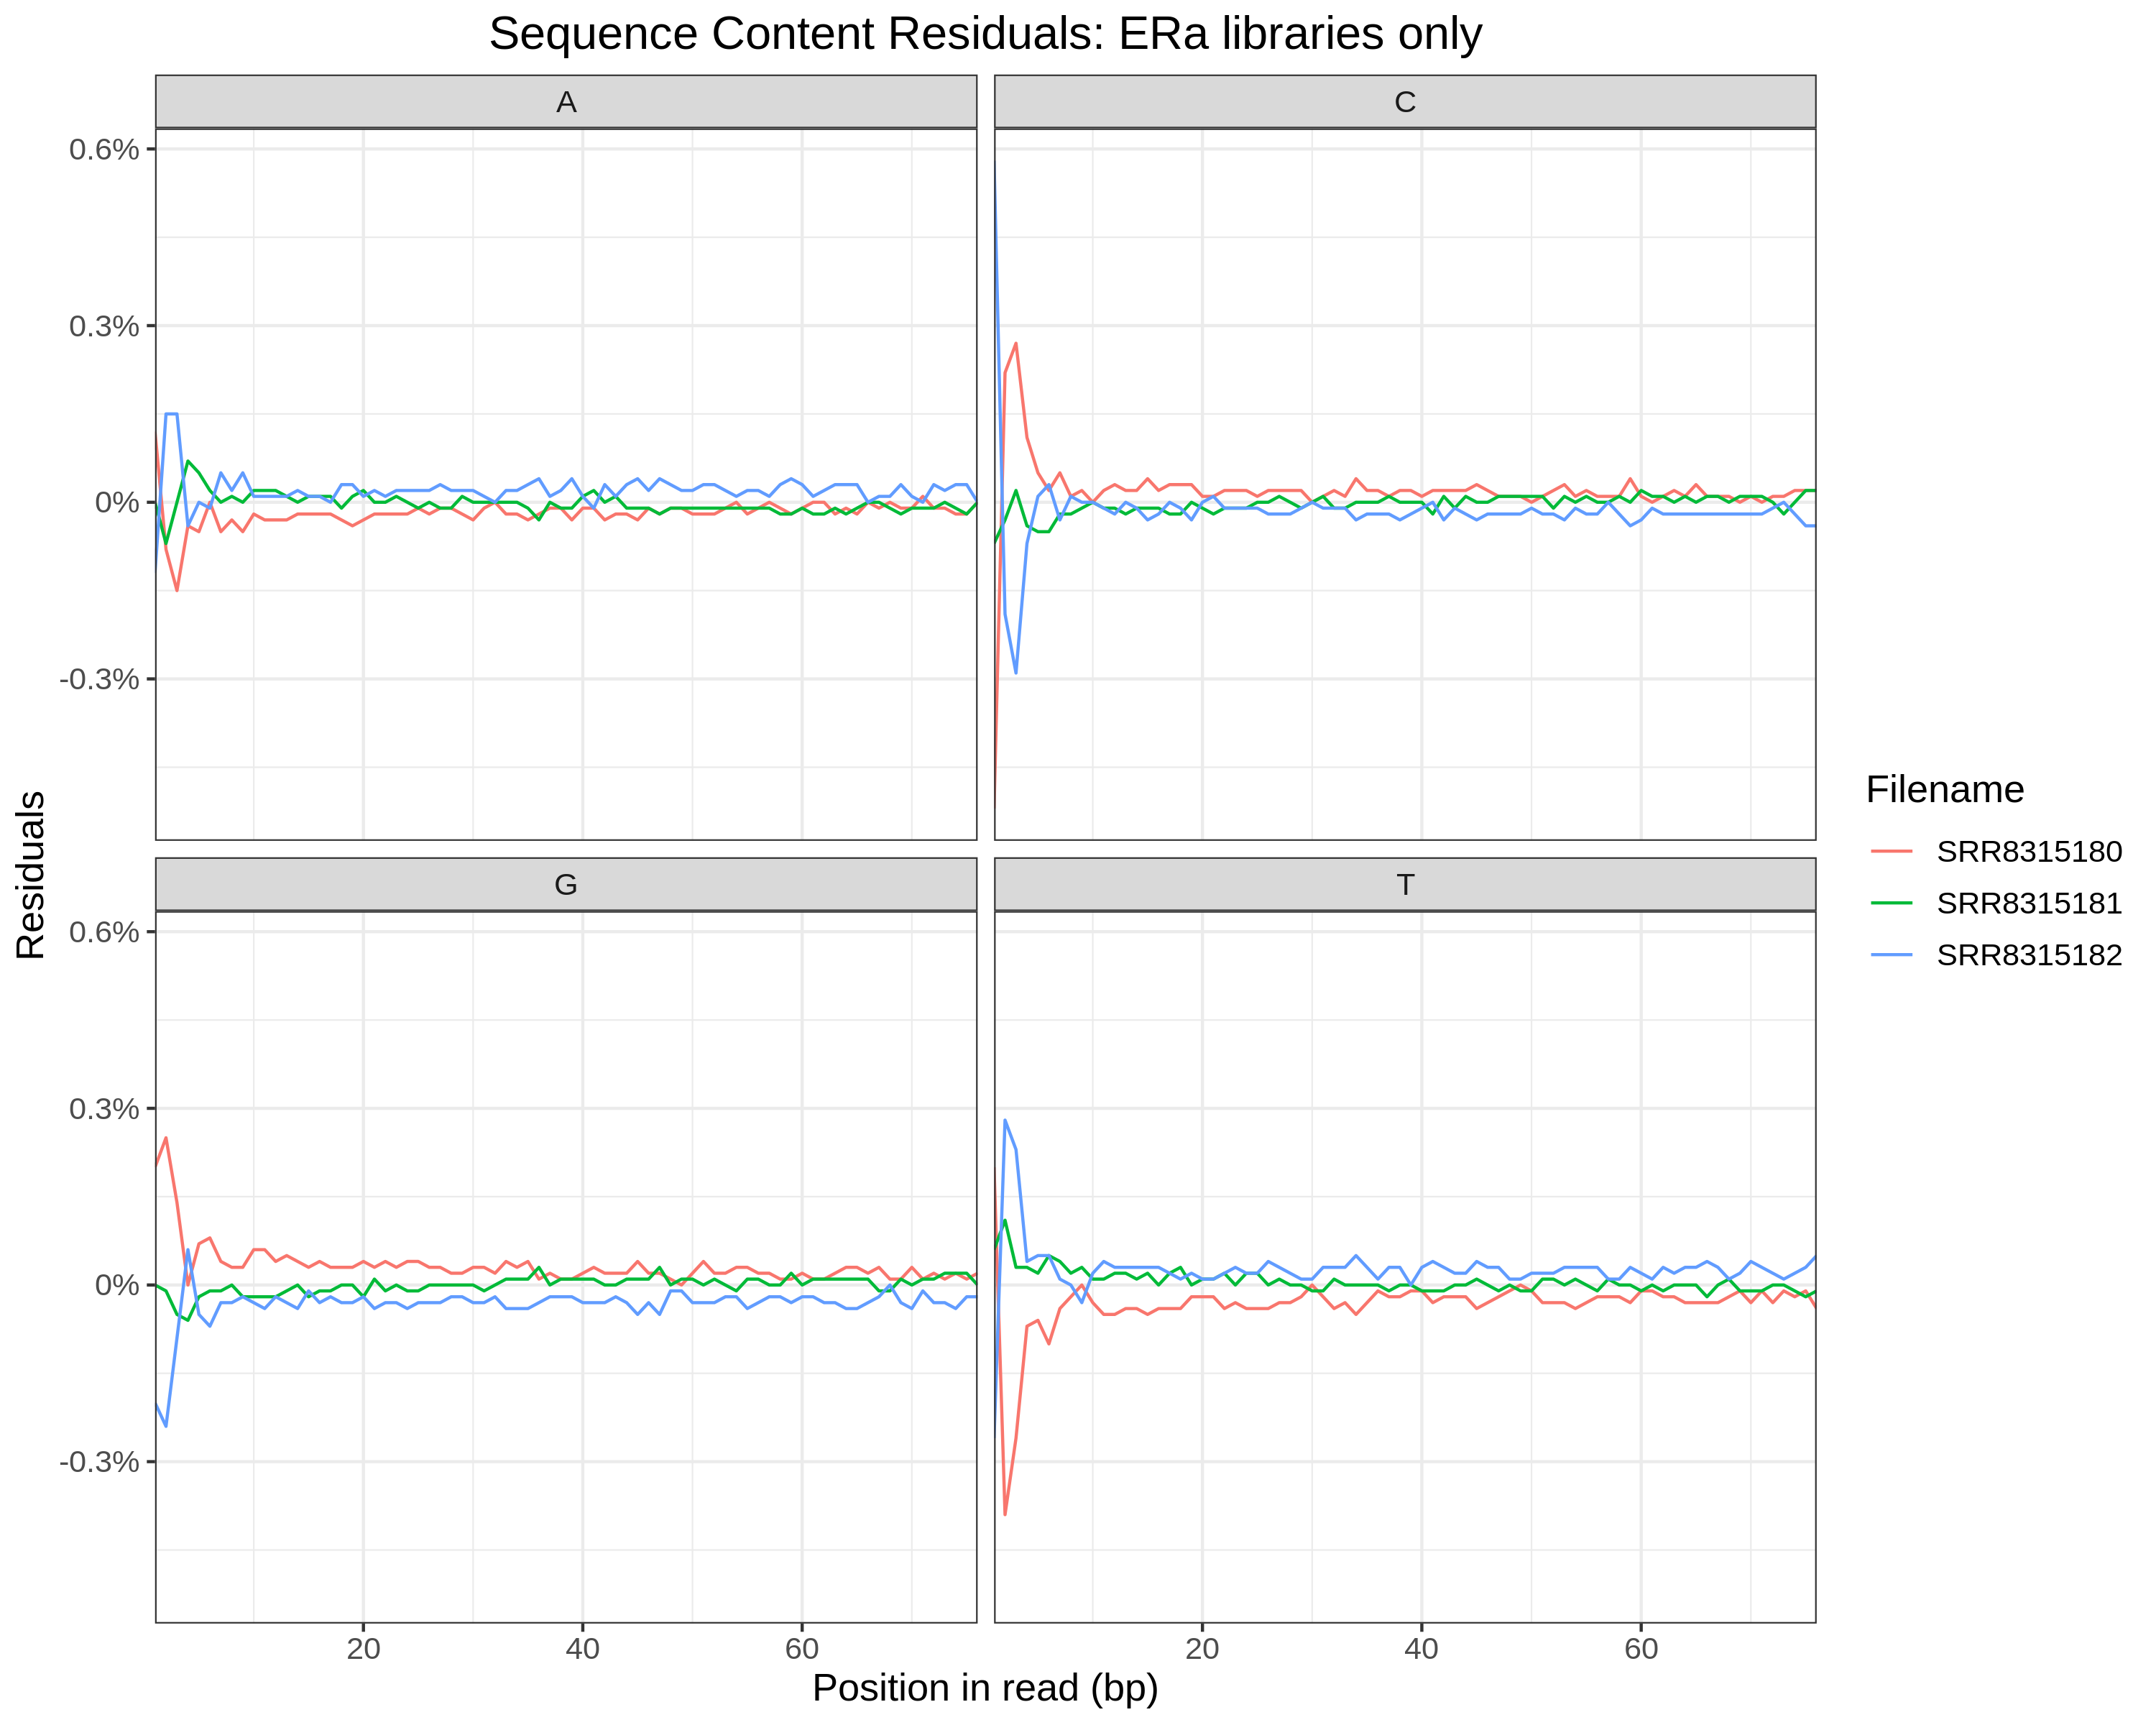 Sequence Content Residuals: ERa libraries only
A
C
0.6%
0.3%
0%
-0.3%
G
T
0.6%
0.3%
0%
-0.3%
20
40
60
20
40
60
Position in read (bp)
Residuals
Filename
SRR8315180
SRR8315181
SRR8315182